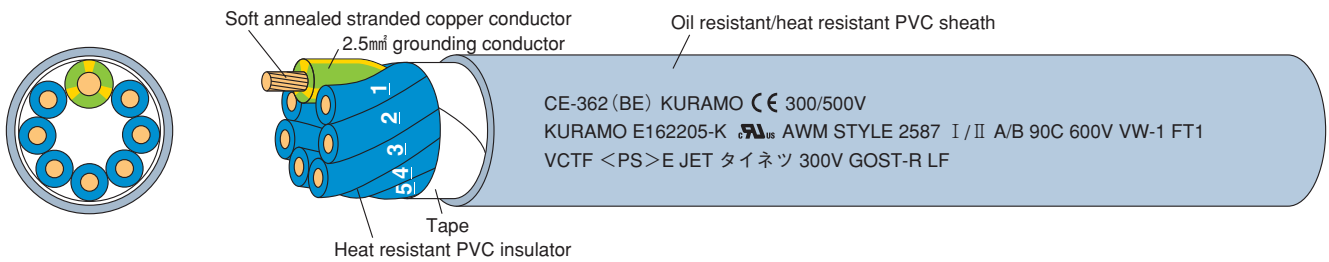 Soft annealed stranded copper conductor
2.5㎟ grounding conductor
Oil resistant/heat resistant PVC sheath
1
2
3
4
5
CE-362(BE) KURAMO CE 300/500V
KURAMO E162205-K cRUus AWM STYLE 2587 Ⅰ/Ⅱ A/B 90C 600V VW-1 FT1
VCTF <PS>E JET タイネツ 300V GOST-R LF
Tape
Heat resistant PVC insulator